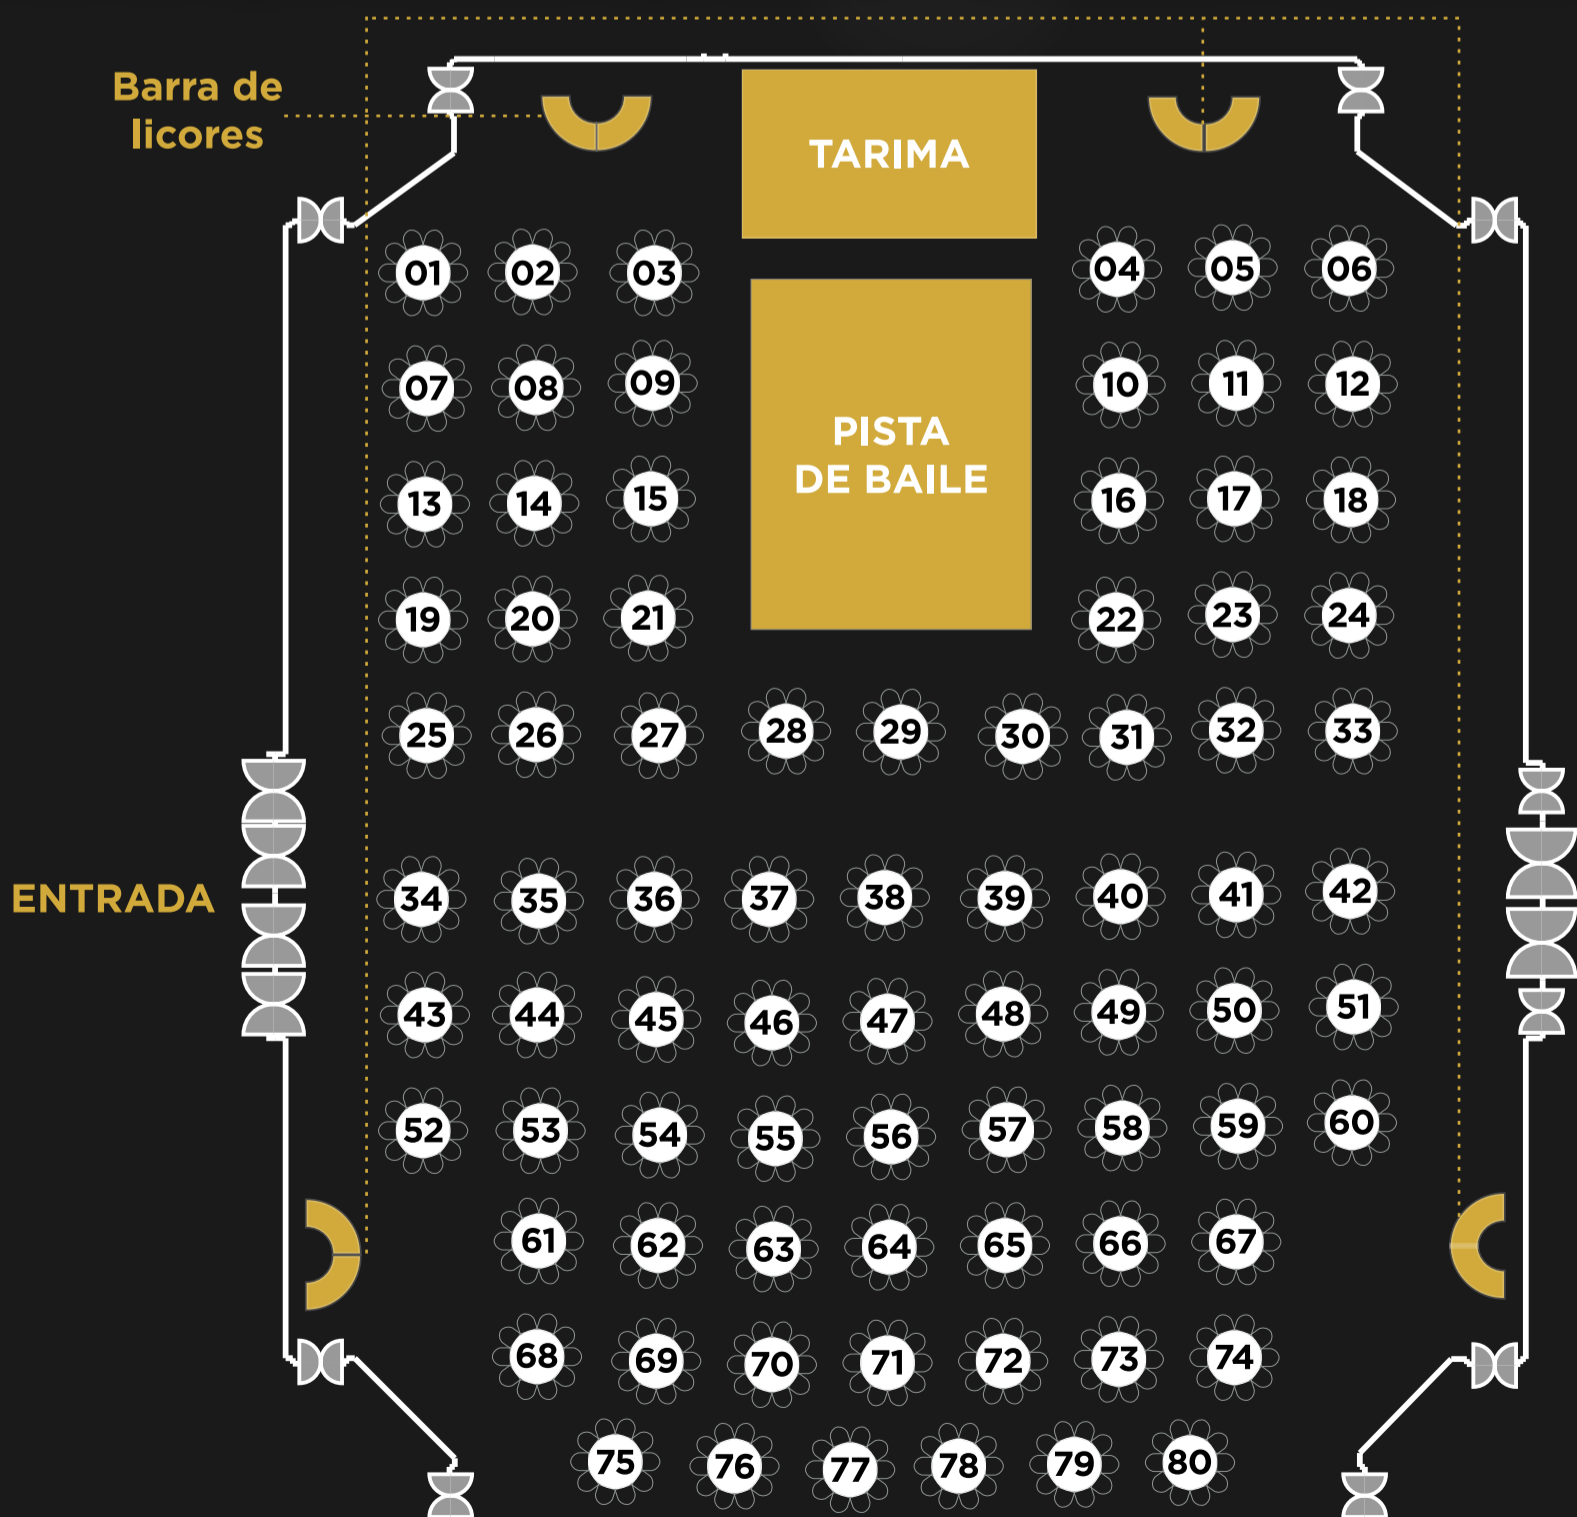 Barra de
licores
TARIMA
01 02 03 04 05 06
PISTA
DE BAILE
07 08 09 10 11 12
13 14 15 16 17 18
19 20 21 22 23 24
25 26 27 28 29 30 31 32 33
ENTRADA
34 35 36 37 38 39 40 41 42
43 44 45 46 47 48 49 50 51
52 53 54 55 56 57 58 59 60
61 62 63 64 65 66 67
68 69 70 71 72 73 74
75 76 77 78 79 80